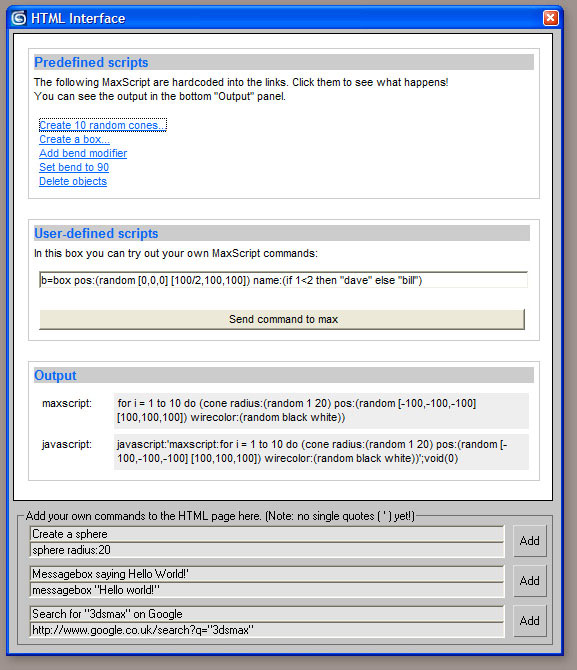 HTML Interface
Predefined scripts
The following MaxScript are hardcoded into the links. Click them to see what happens!
You can see the output in the bottom "Output" panel.
Create 10 random cones...
Create a box...
Add bend modifier
Set bend to 90
Delete objects
User-defined scripts
In this box you can try out your own MaxScript commands:
b=box pos:(random [0,0,0] [100/2,100,100]) name:(if 1<2 then "dave" else "bill")
Send command to max
Output
maxscript: for i = 1 to 10 do (cone radius:(random 1 20) pos:(random [-100,-100,-100]
[100,100,100]) wirecolor:(random black white))
javascript: javascript:'maxscript:for i = 1 to 10 do (cone radius:(random 1 20) pos:(random [-
100,-100,-100] [100,100,100]) wirecolor:(random black white))';void(0)
Add your own commands to the HTML page here. (Note: no single quotes ( ' ) yet!)
Create a sphere
sphere radius:20
Add
Messagebox saying Hello World!'
messagebox "Hello world!"
Add
Search for "3dsmax" on Google
http://www.google.co.uk/search?q="3dsmax"
Add